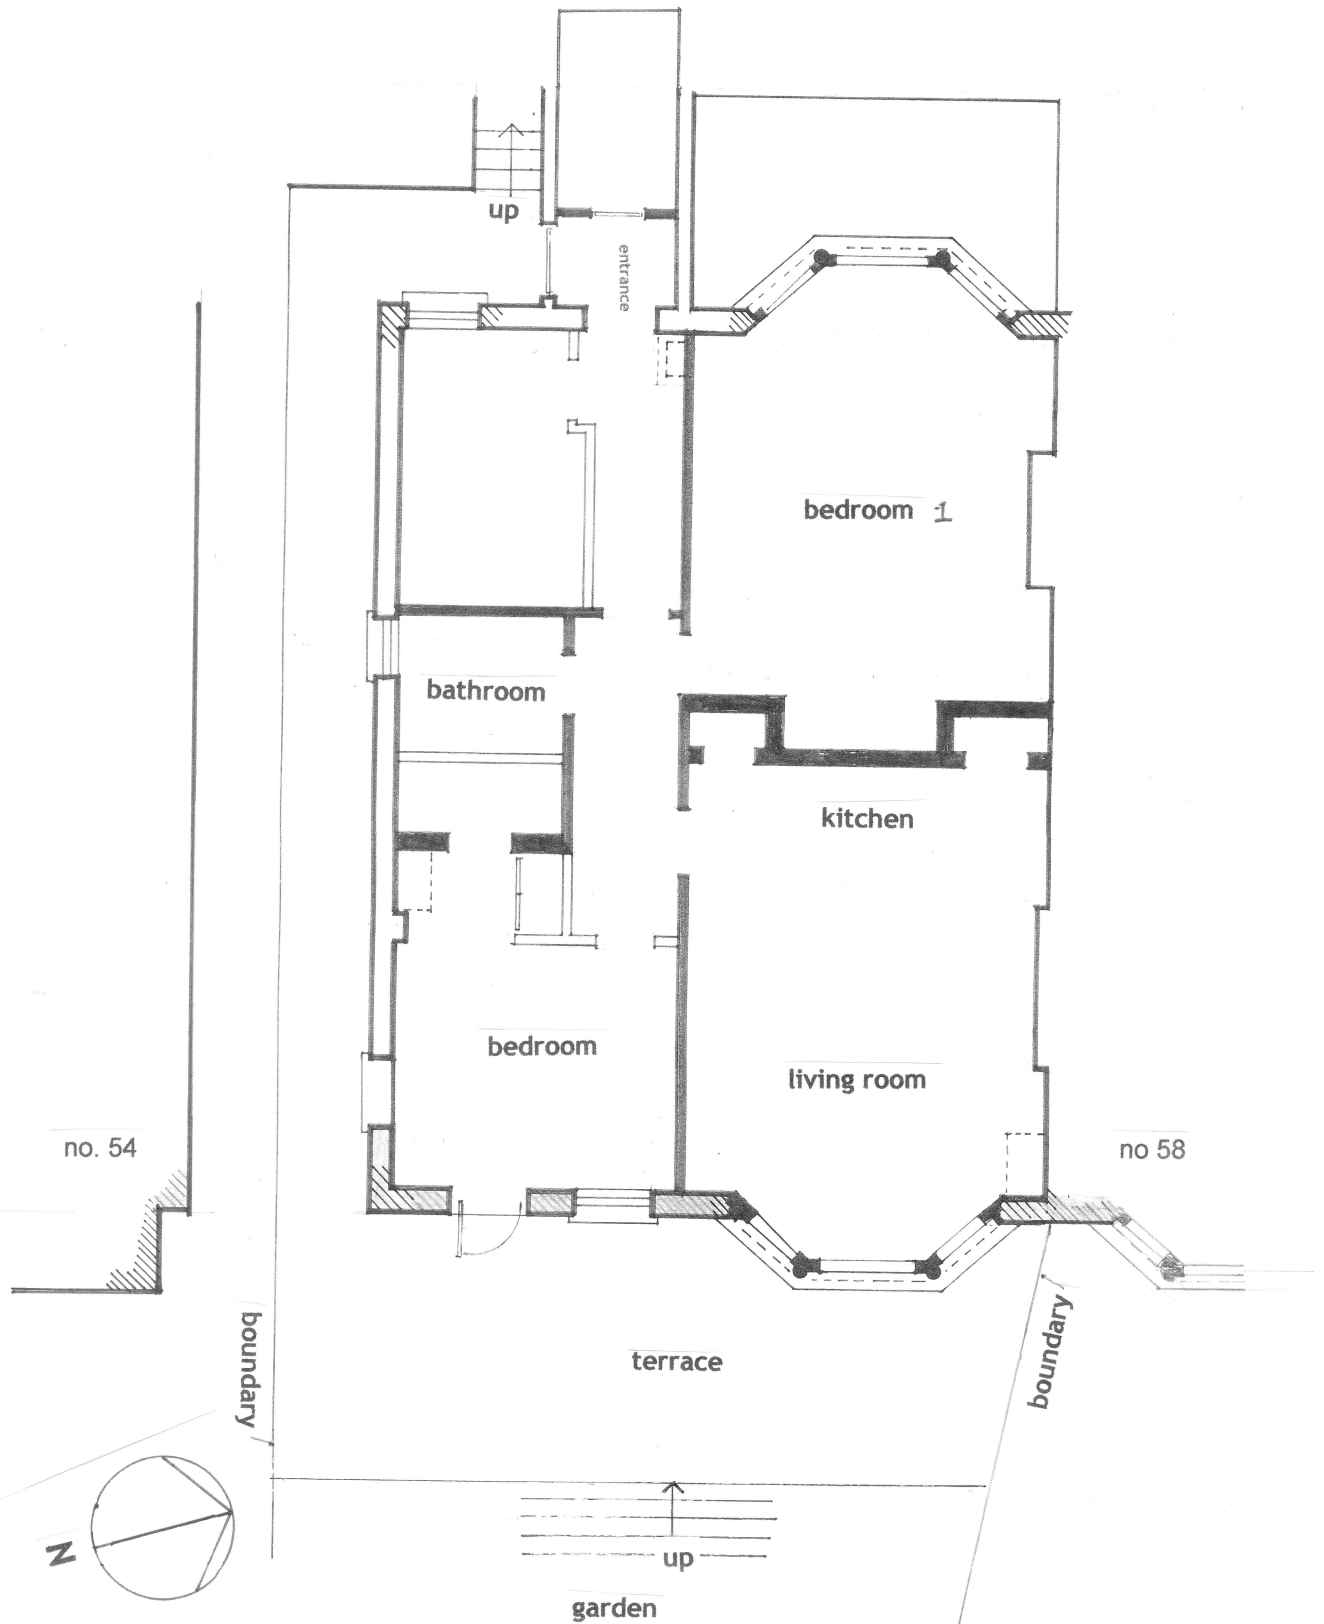 up
entrance
bedroom 1
bathroom
kitchen
bedroom
living room
no. 54
no 58
boundary
boundary
terrace
N
up
garden